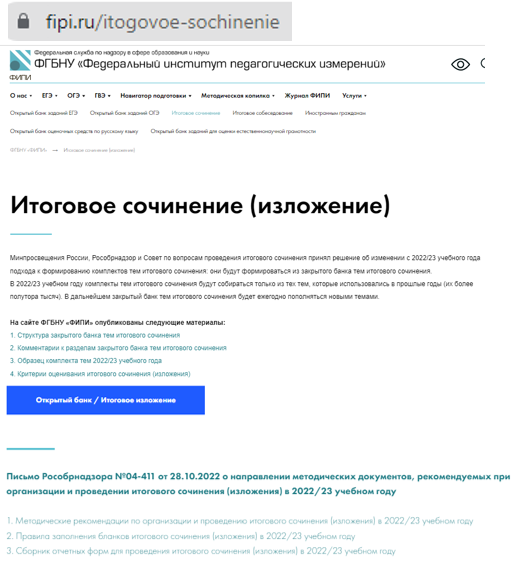 fipi.ru/itogovoe-sochinenie
Федеральная служба по надзору в сфере образования и науки
ФГБНУ «Федеральный институт педагогических измерений»
ФИПИ
О нас ЕГЭ ОГЭ ГВЭ Навигатор подготовки Методическая копилка Журнал ФИПИ Услуги
Открытый банк заданий ЕГЭ Открытый банк заданий ОГЭ Итоговое сочинение Итоговое собеседование Иностранным гражданам
Открытый банк оценочных средств по русскому языку Открытый банк заданий для оценки естественнонаучной грамотности
ФГБНУ «ФИПИ» → Итоговое сочинение (изложение)
Итоговое сочинение (изложение)
Минпросвещения России, Рособрнадзор и Совет по вопросам проведения итогового сочинения принял решение об изменении с 2022/23 учебного года
подхода к формированию комплектов тем итогового сочинения: они будут формироваться из закрытого банка тем итогового сочинения.
В 2022/23 учебном году комплекты тем итогового сочинения будут собираться только из тех тем, которые использовались в прошлые годы (их более
полутора тысяч). В дальнейшем закрытый банк тем итогового сочинения будет ежегодно пополняться новыми темами.
На сайте ФГБНУ «ФИПИ» опубликованы следующие материалы:
1. Структура закрытого банка тем итогового сочинения
2. Комментарии к разделам закрытого банка тем итогового сочинения
3. Образец комплекта тем 2022/23 учебного года
4. Критерии оценивания итогового сочинения (изложения)
Открытый банк / Итоговое изложение
Письмо Рособрнадзора №04-411 от 28.10.2022 о направлении методических документов, рекомендуемых при
организации и проведении итогового сочинения (изложения) в 2022/23 учебном году
1. Методические рекомендации по организации и проведению итогового сочинения (изложения) в 2022/23 учебном году
2. Правила заполнения бланков итогового сочинения (изложения) в 2022/23 учебном году
3. Сборник отчетных форм для проведения итогового сочинения (изложения) в 2022/23 учебном году